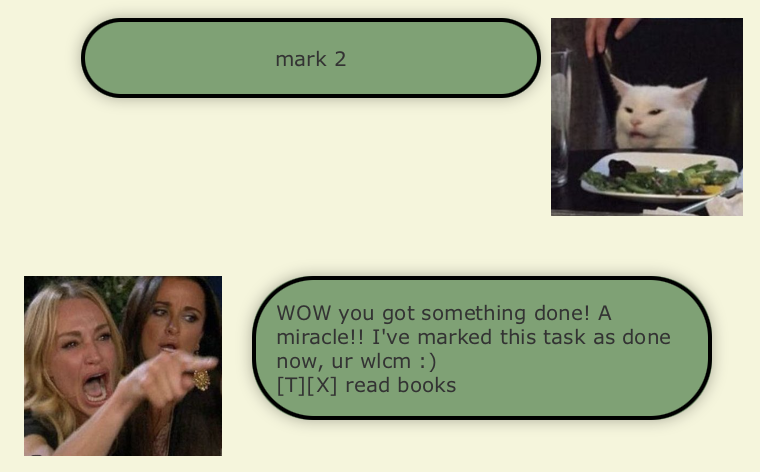 mark 2
WOW you got something done! A
miracle!! I've marked this task as done
now, ur wlcm :)
[T][X] read books